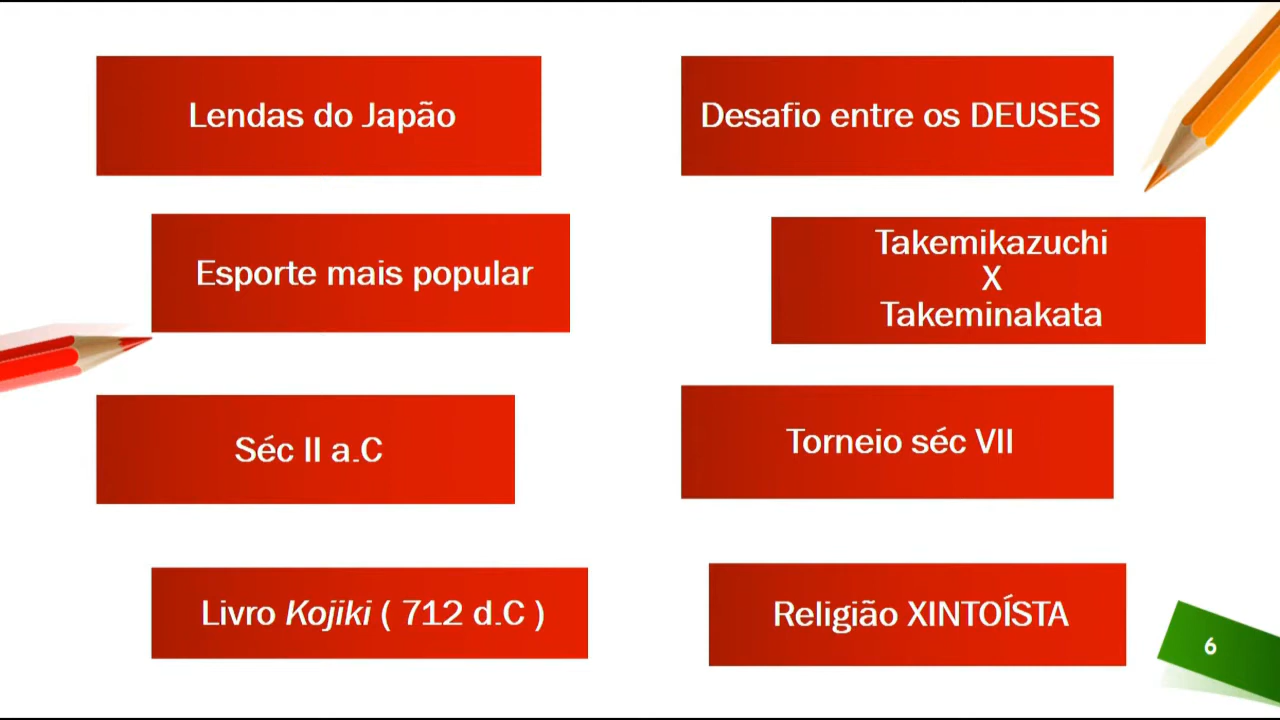 Lendas do Japão
Desafio entre os DEUSES
Esporte mais popular
Takemikazuchi
X
Takeminakata
Séc II a.C
Torneio séc VII
Livro Kojiki ( 712 d.C )
Religião XINTOÍSTA
6